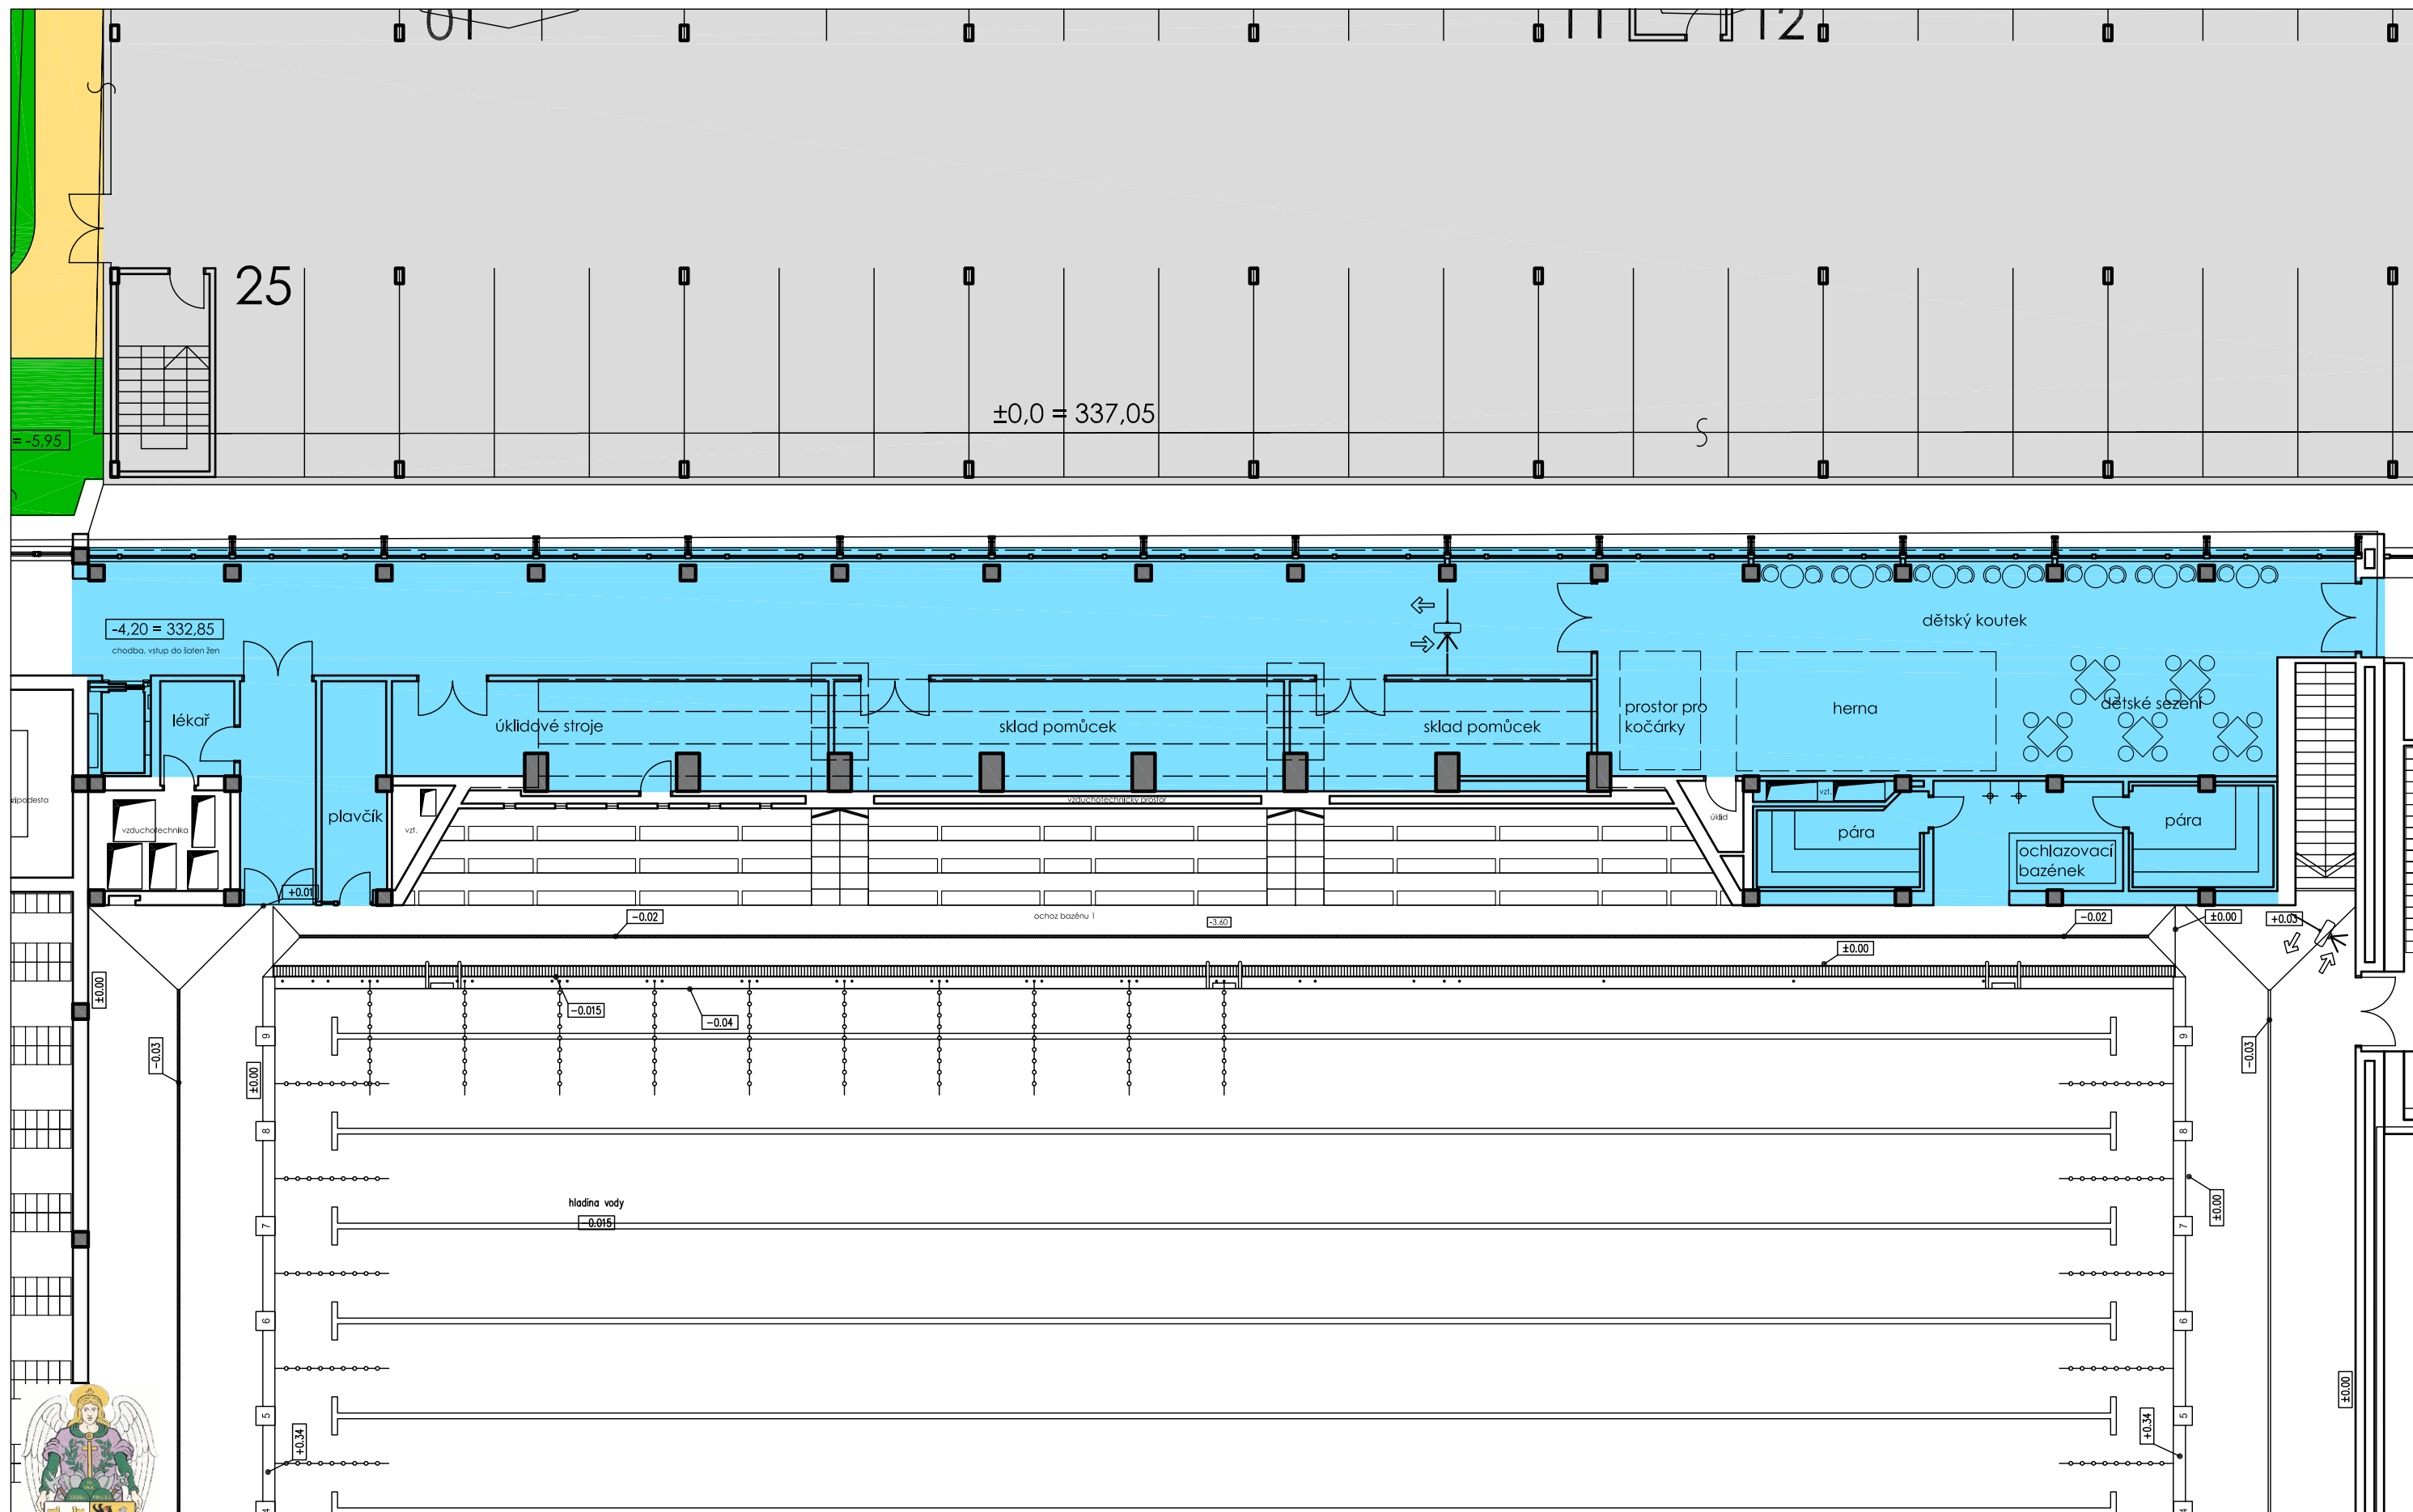 12
25
±0,0 = 337,05
= -5,95
-4,20 = 332,85
chodba, vstup do šaten žen
dětský koutek
lékař
úklidové stroje
sklad pomůcek
sklad pomůcek
prostor pro
kočárky
herna
dětské sezení
plavčík
vzduchotechnika
vzt.
vzduchotechnický prostor
úklid
vzt.
pára
pára
ochlazovací
bazének
+0.01
-0.02
ochoz bazénu 1
-3,60
-0.02
±0.00
+0.03
±0.00
±0.00
-0.015
-0.04
-0.03
±0.00
-0.03
9
9
8
8
hladina vody
-0.015
7
7
±0.00
6
6
±0.00
5
5
+0.34
+0.34